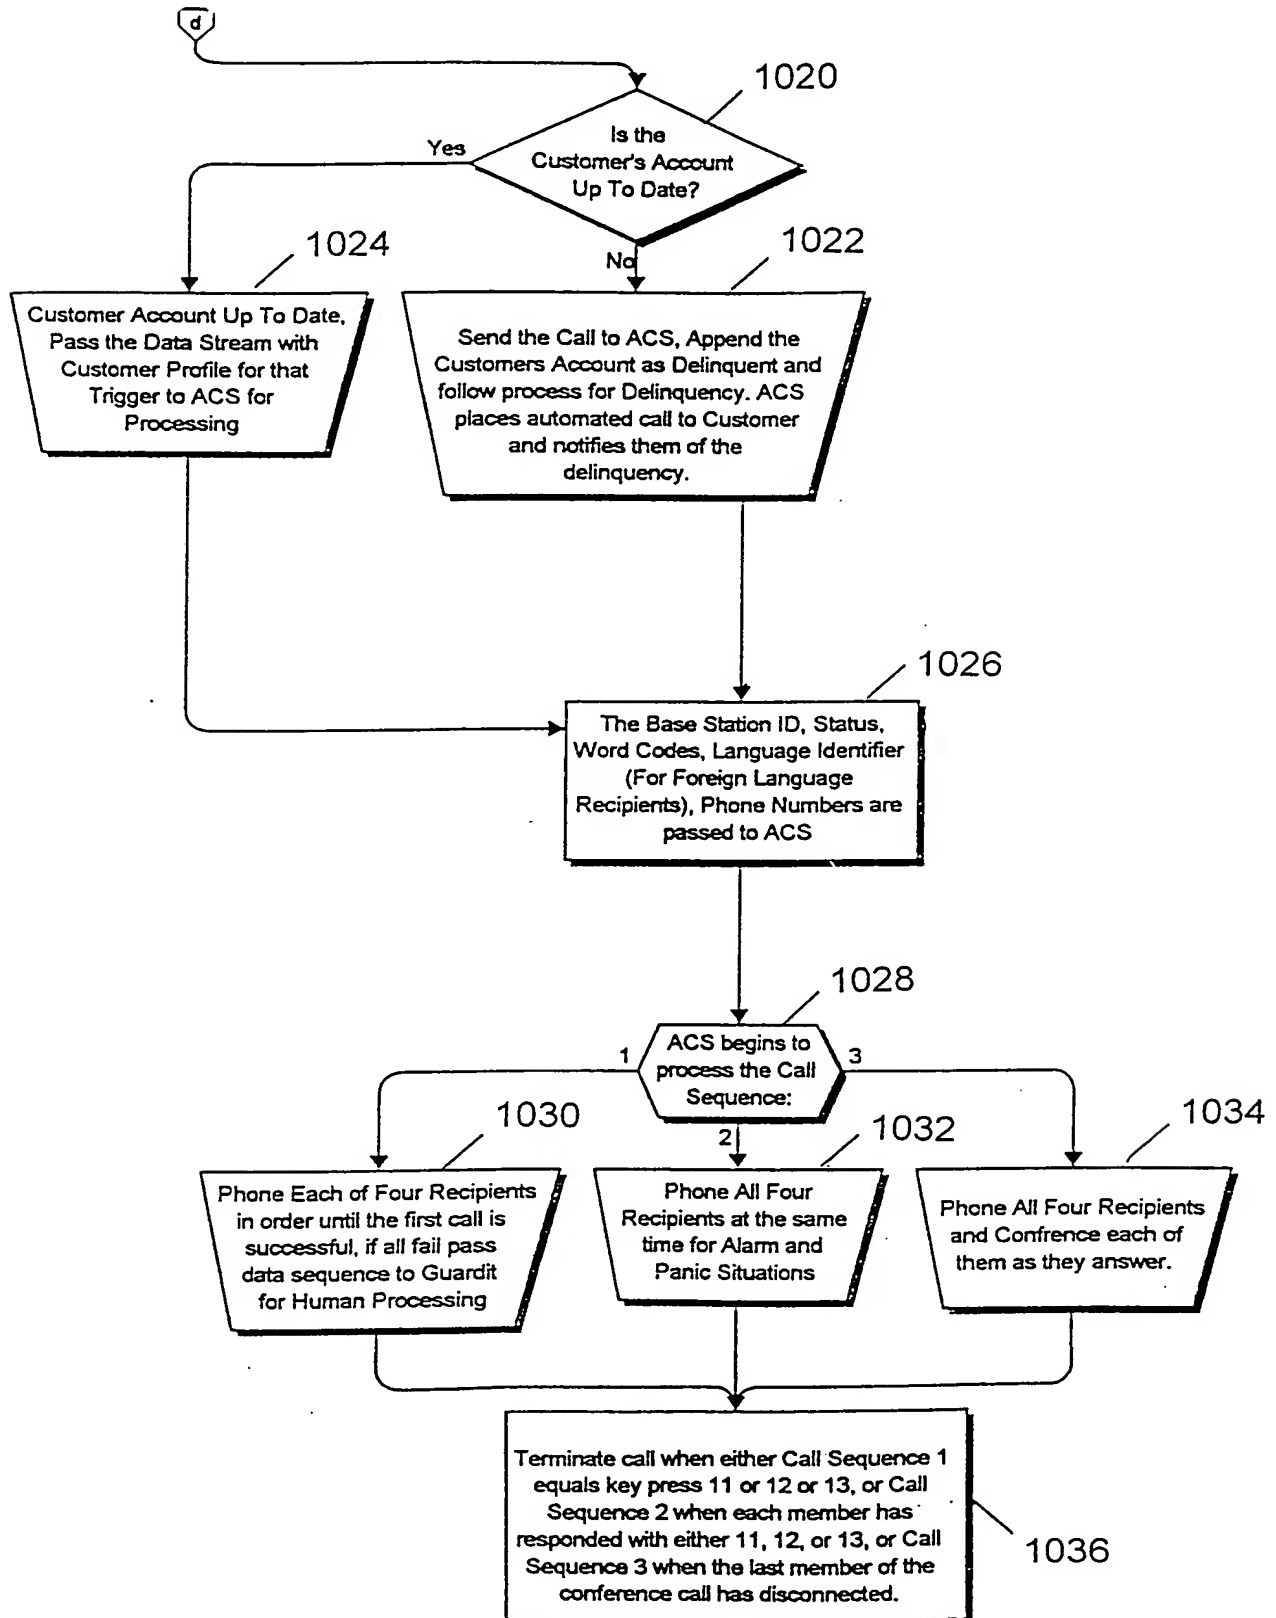 d
1020
Is the
Customer's Account
Up To Date?
Yes
No
1024
Customer Account Up To Date,
Pass the Data Stream with
Customer Profile for that
Trigger to ACS for
Processing
1022
Send the Call to ACS, Append the
Customers Account as Delinquent and
follow process for Delinquency. ACS
places automated call to Customer
and notifies them of the
delinquency.
1026
The Base Station ID, Status,
Word Codes, Language Identifier
(For Foreign Language
Recipients), Phone Numbers are
passed to ACS
1028
ACS begins to
process the Call
Sequence:
1
2
3
1030
Phone Each of Four Recipients
in order until the first call is
successful, if all fail pass
data sequence to Guardit
for Human Processing
1032
Phone All Four
Recipients at the same
time for Alarm and
Panic Situations
1034
Phone All Four Recipients
and Confrence each of
them as they answer.
Terminate call when either Call Sequence 1
equals key press 11 or 12 or 13, or Call
Sequence 2 when each member has
responded with either 11, 12, or 13, or Call
Sequence 3 when the last member of the
conference call has disconnected.
1036